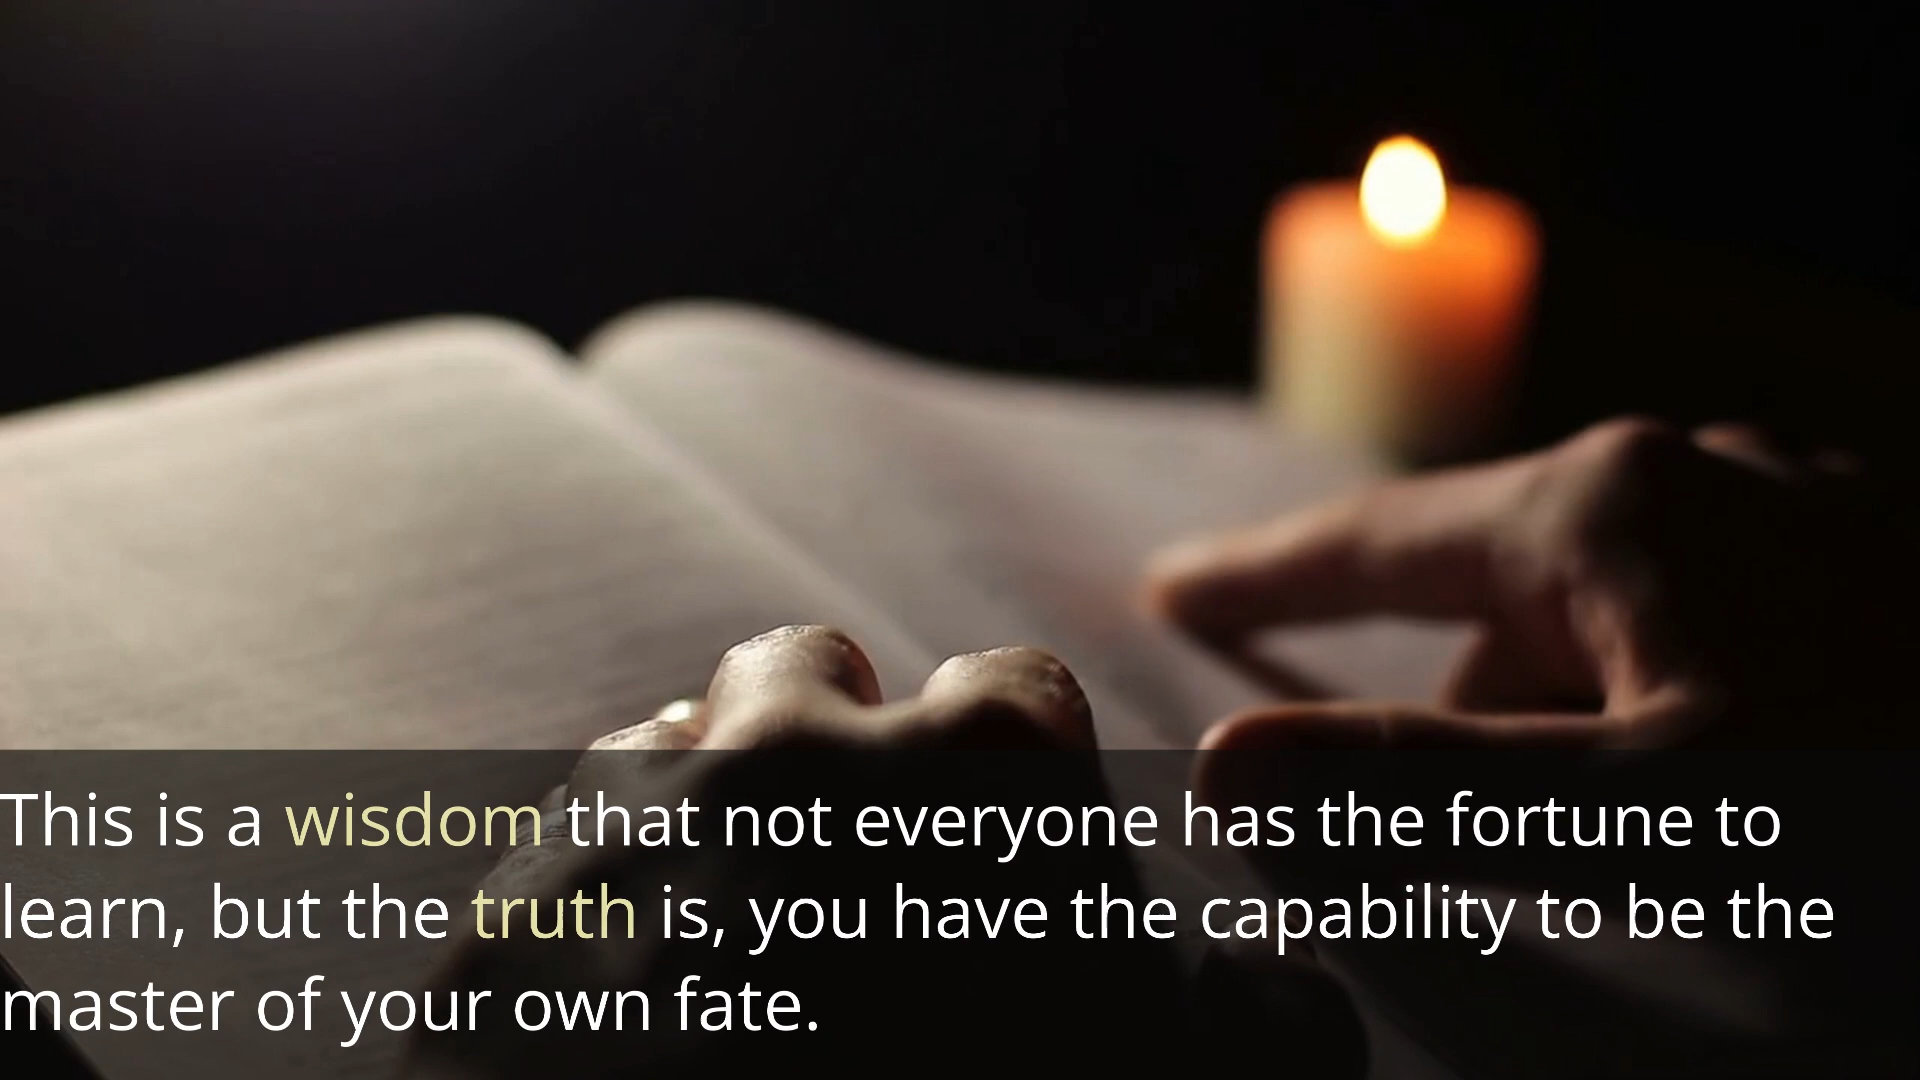 This is a wisdom that not everyone has the fortune to
learn, but the truth is, you have the capability to be the
master of your own fate.